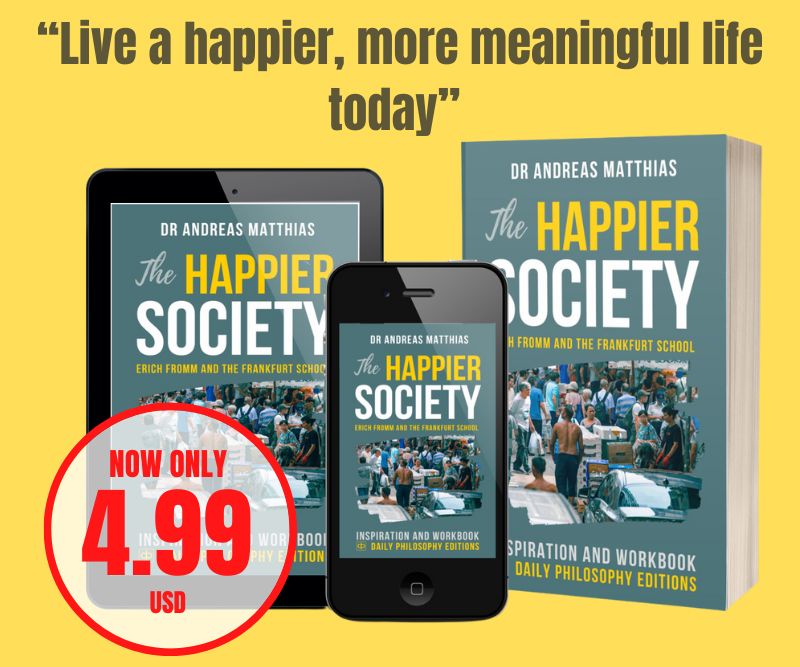 “Live a happier, more meaningful life
today”
DR ANDREAS MATTHIAS
The HAPPIER
SOCIETY
ERICH FROMM AND THE FRANKFURT SCHOOL
INSPIRATION AND WORKBOOK
DAILY PHILOSOPHY EDITION
NOW ONLY
4.99
USD
DR ANDREAS MATTHIAS
The HAPPIER
SOCIETY
ERICH FROMM AND THE FRANKFURT SCHOOL
INSPIRATION AND WORKBOOK
DAILY PHILOSOPHY EDITIONS
DR ANDREAS MATTHIAS
The HAPPIER
SOCIETY
CH FROMM AND THE FRANKFURT SCHOOL
SPIRATION AND WORKBOOK
DAILY PHILOSOPHY EDITIONS